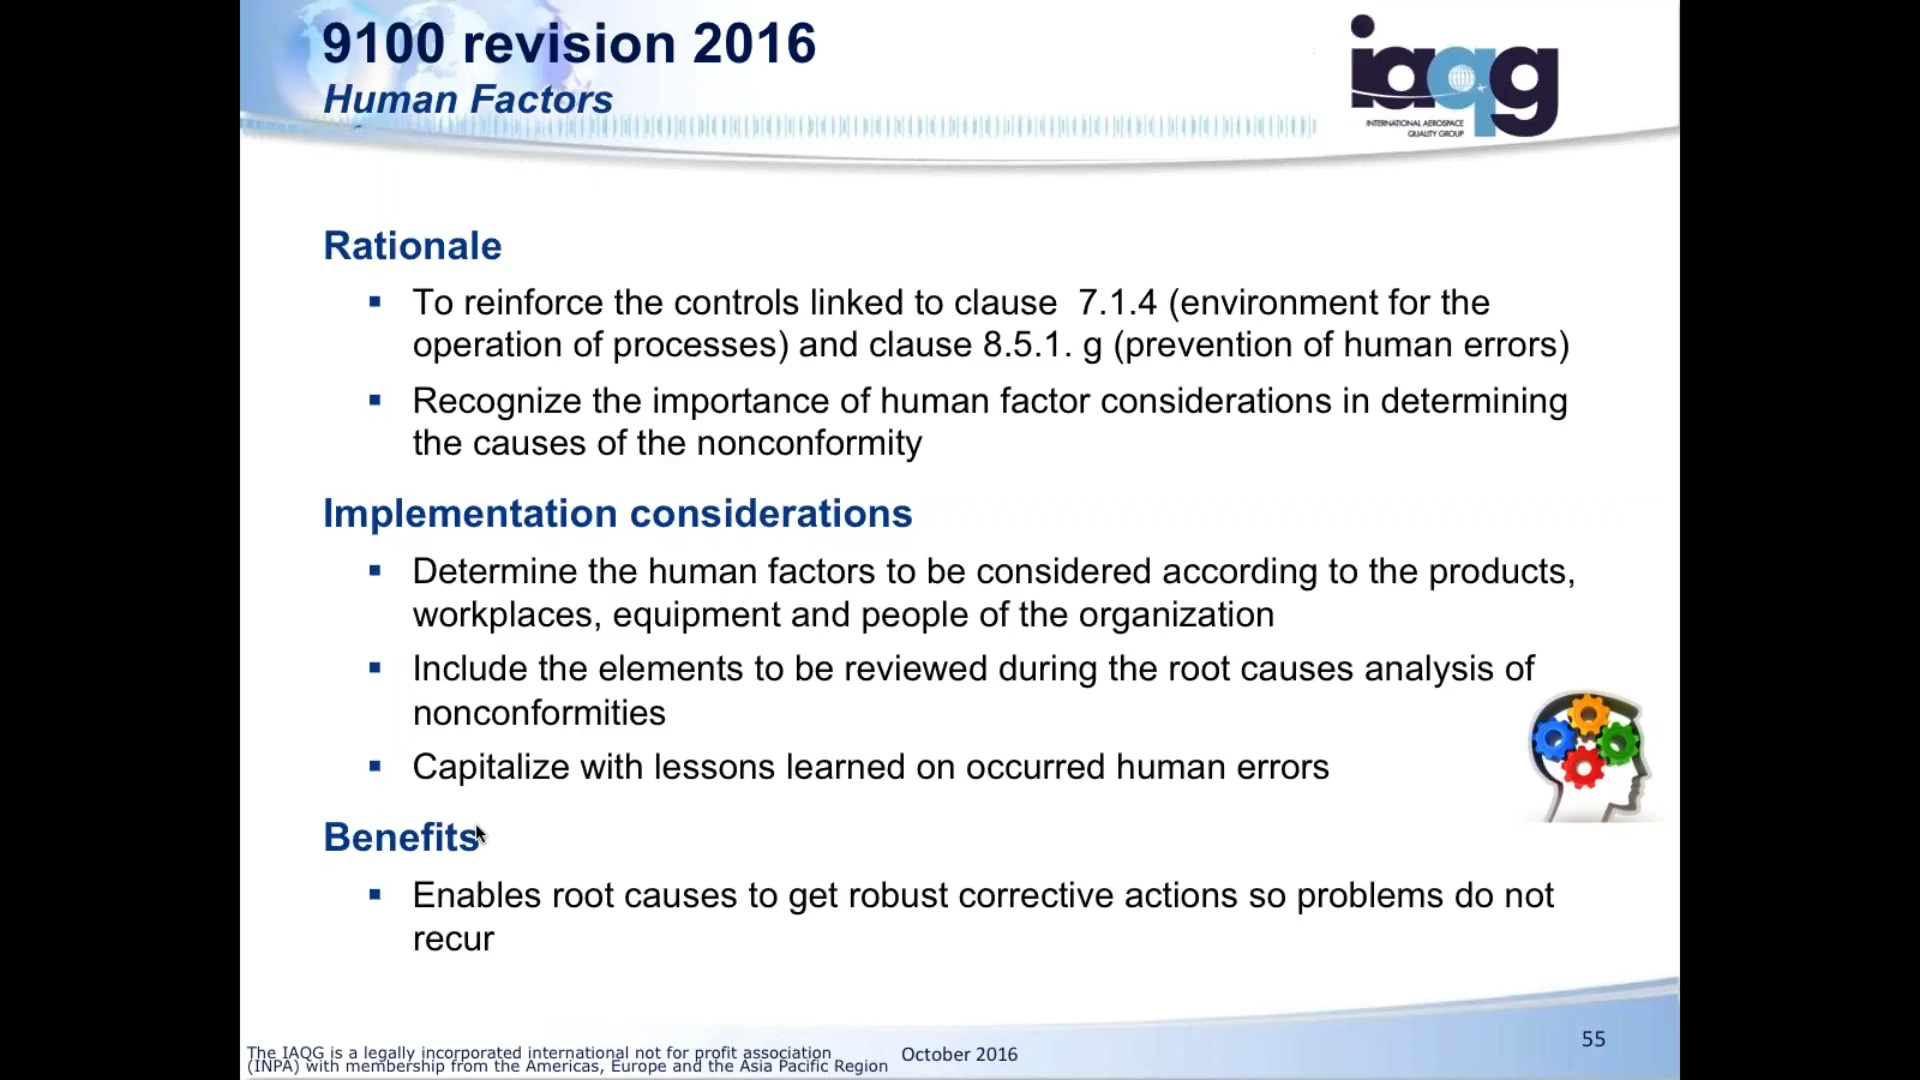 9100 revision 2016
Human Factors
iaqg
INTERNATIONAL AEROSPACE
QUALITY GROUP
Rationale
▪ To reinforce the controls linked to clause  7.1.4 (environment for the
operation of processes) and clause 8.5.1. g (prevention of human errors)
▪ Recognize the importance of human factor considerations in determining
the causes of the nonconformity
Implementation considerations
▪ Determine the human factors to be considered according to the products,
workplaces, equipment and people of the organization
▪ Include the elements to be reviewed during the root causes analysis of
nonconformities
▪ Capitalize with lessons learned on occurred human errors
Benefits
▪ Enables root causes to get robust corrective actions so problems do not
recur
The IAQG is a legally incorporated international not for profit association
(INPA) with membership from the Americas, Europe and the Asia Pacific Region
October 2016
55